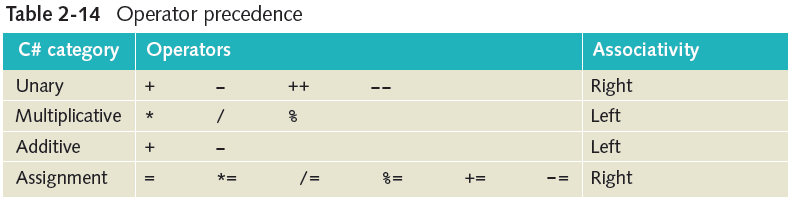 Table 2-14 Operator precedence
C# category Operators Associativity
Unary + - ++ -- Right
Multiplicative * / % Left
Additive + - Left
Assignment = *= /= %= += -= Right